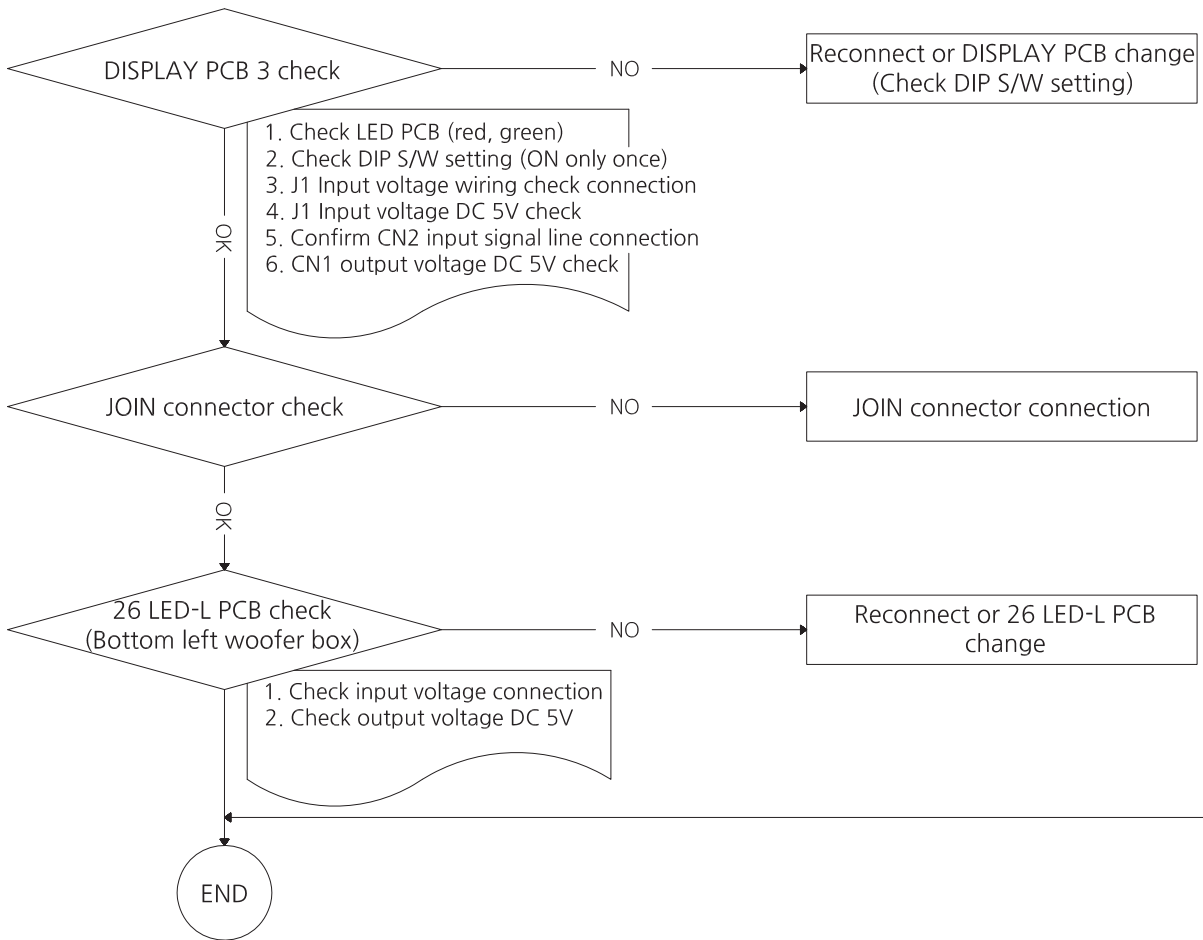 DISPLAY PCB 3 check
NO
Reconnect or DISPLAY PCB change
(Check DIP S/W setting)
1. Check LED PCB (red, green)
2. Check DIP S/W setting (ON only once)
3. J1 Input voltage wiring check connection
4. J1 Input voltage DC 5V check
5. Confirm CN2 input signal line connection
6. CN1 output voltage DC 5V check
OK
JOIN connector check
NO
JOIN connector connection
OK
26 LED-L PCB check
(Bottom left woofer box)
NO
Reconnect or 26 LED-L PCB
change
1. Check input voltage connection
2. Check output voltage DC 5V
END